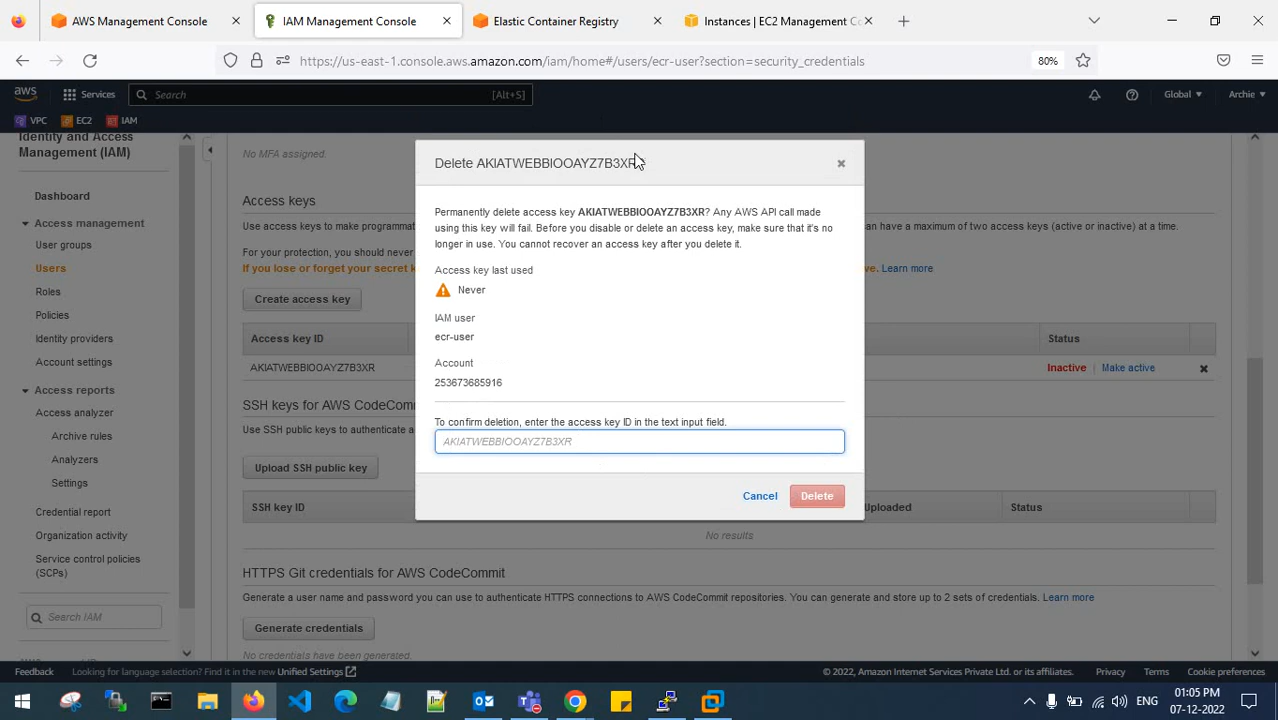 AWS Management Console
IAM Management Console
Elastic Container Registry
Instances | EC2 Management Co
https://us-east-1.console.aws.amazon.com/iam/home#/users/ecr-user?section=security_credentials
80%
aws
Services
Search
[Alt+S]
Global
Archie
VPC
EC2
IAM
Identity and Access
Management (IAM)
Dashboard
Access management
User groups
Users
Roles
Policies
Identity providers
Account settings
Access reports
Access analyzer
Archive rules
Analyzers
Settings
Credential report
Organization activity
Service control policies
(SCPs)
Search IAM
No MFA assigned.
Access keys
Use access keys to make programmat
can have a maximum of two access keys (active or inactive) at a time.
For your protection, you should never
If you lose or forget your secret k
e. Learn more
Create access key
Access key ID
Status
AKIATWEBBIOOAYZ7B3XR
Inactive | Make active
SSH keys for AWS CodeComm
Use SSH public keys to authenticate a
Upload SSH public key
SSH key ID
Uploaded
Status
No results
HTTPS Git credentials for AWS CodeCommit
Generate a user name and password you can use to authenticate HTTPS connections to AWS CodeCommit repositories. You can generate and store up to 2 sets of credentials. Learn more
Generate credentials
No credentials have been generated.
Delete AKIATWEBBIOOAYZ7B3XR
Permanently delete access key AKIATWEBBIOOAYZ7B3XR? Any AWS API call made
using this key will fail. Before you disable or delete an access key, make sure that it's no
longer in use. You cannot recover an access key after you delete it.
Access key last used
Never
IAM user
ecr-user
Account
253673685916
To confirm deletion, enter the access key ID in the text input field.
AKIATWEBBIOOAYZ7B3XR
Cancel
Delete
Feedback
Looking for language selection? Find it in the new Unified Settings
© 2022, Amazon Internet Services Private Ltd. or its affiliates.
Privacy
Terms
Cookie preferences
ENG
01:05 PM
07-12-2022